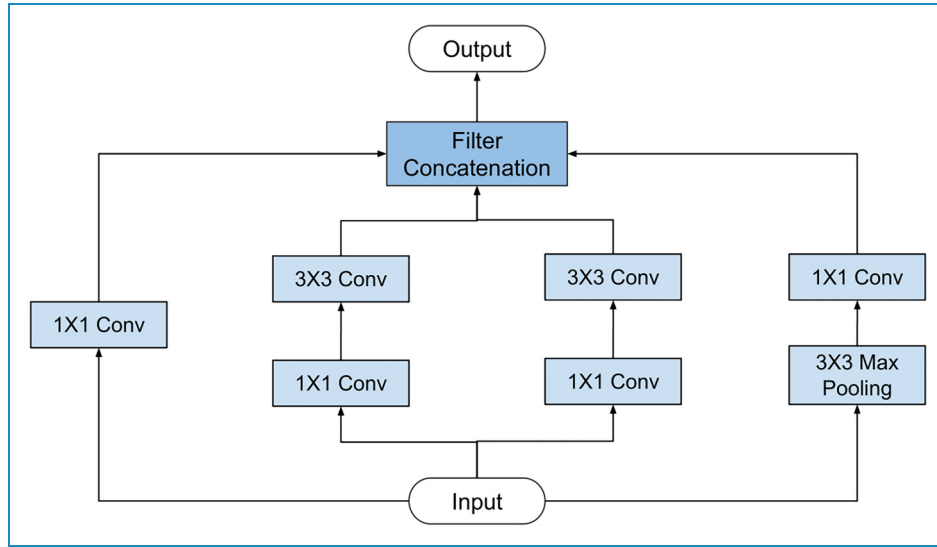 Output
Filter
Concatenation
3X3 Conv
3X3 Conv
1X1 Conv
1X1 Conv
1X1 Conv
1X1 Conv
3X3 Max
Pooling
Input